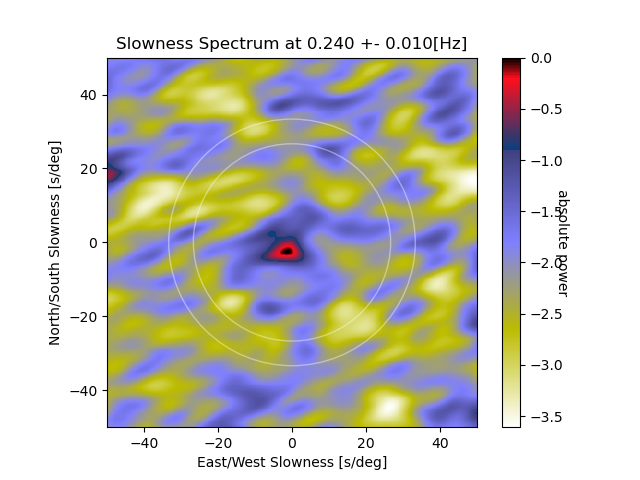 Slowness Spectrum at 0.240 +- 0.010[Hz]
North/South Slowness [s/deg]
40
20
0
−20
−40
−40 −20 0 20 40
East/West Slowness [s/deg]
0.0
−0.5
−1.0
−1.5
−2.0
−2.5
−3.0
−3.5
absolute power